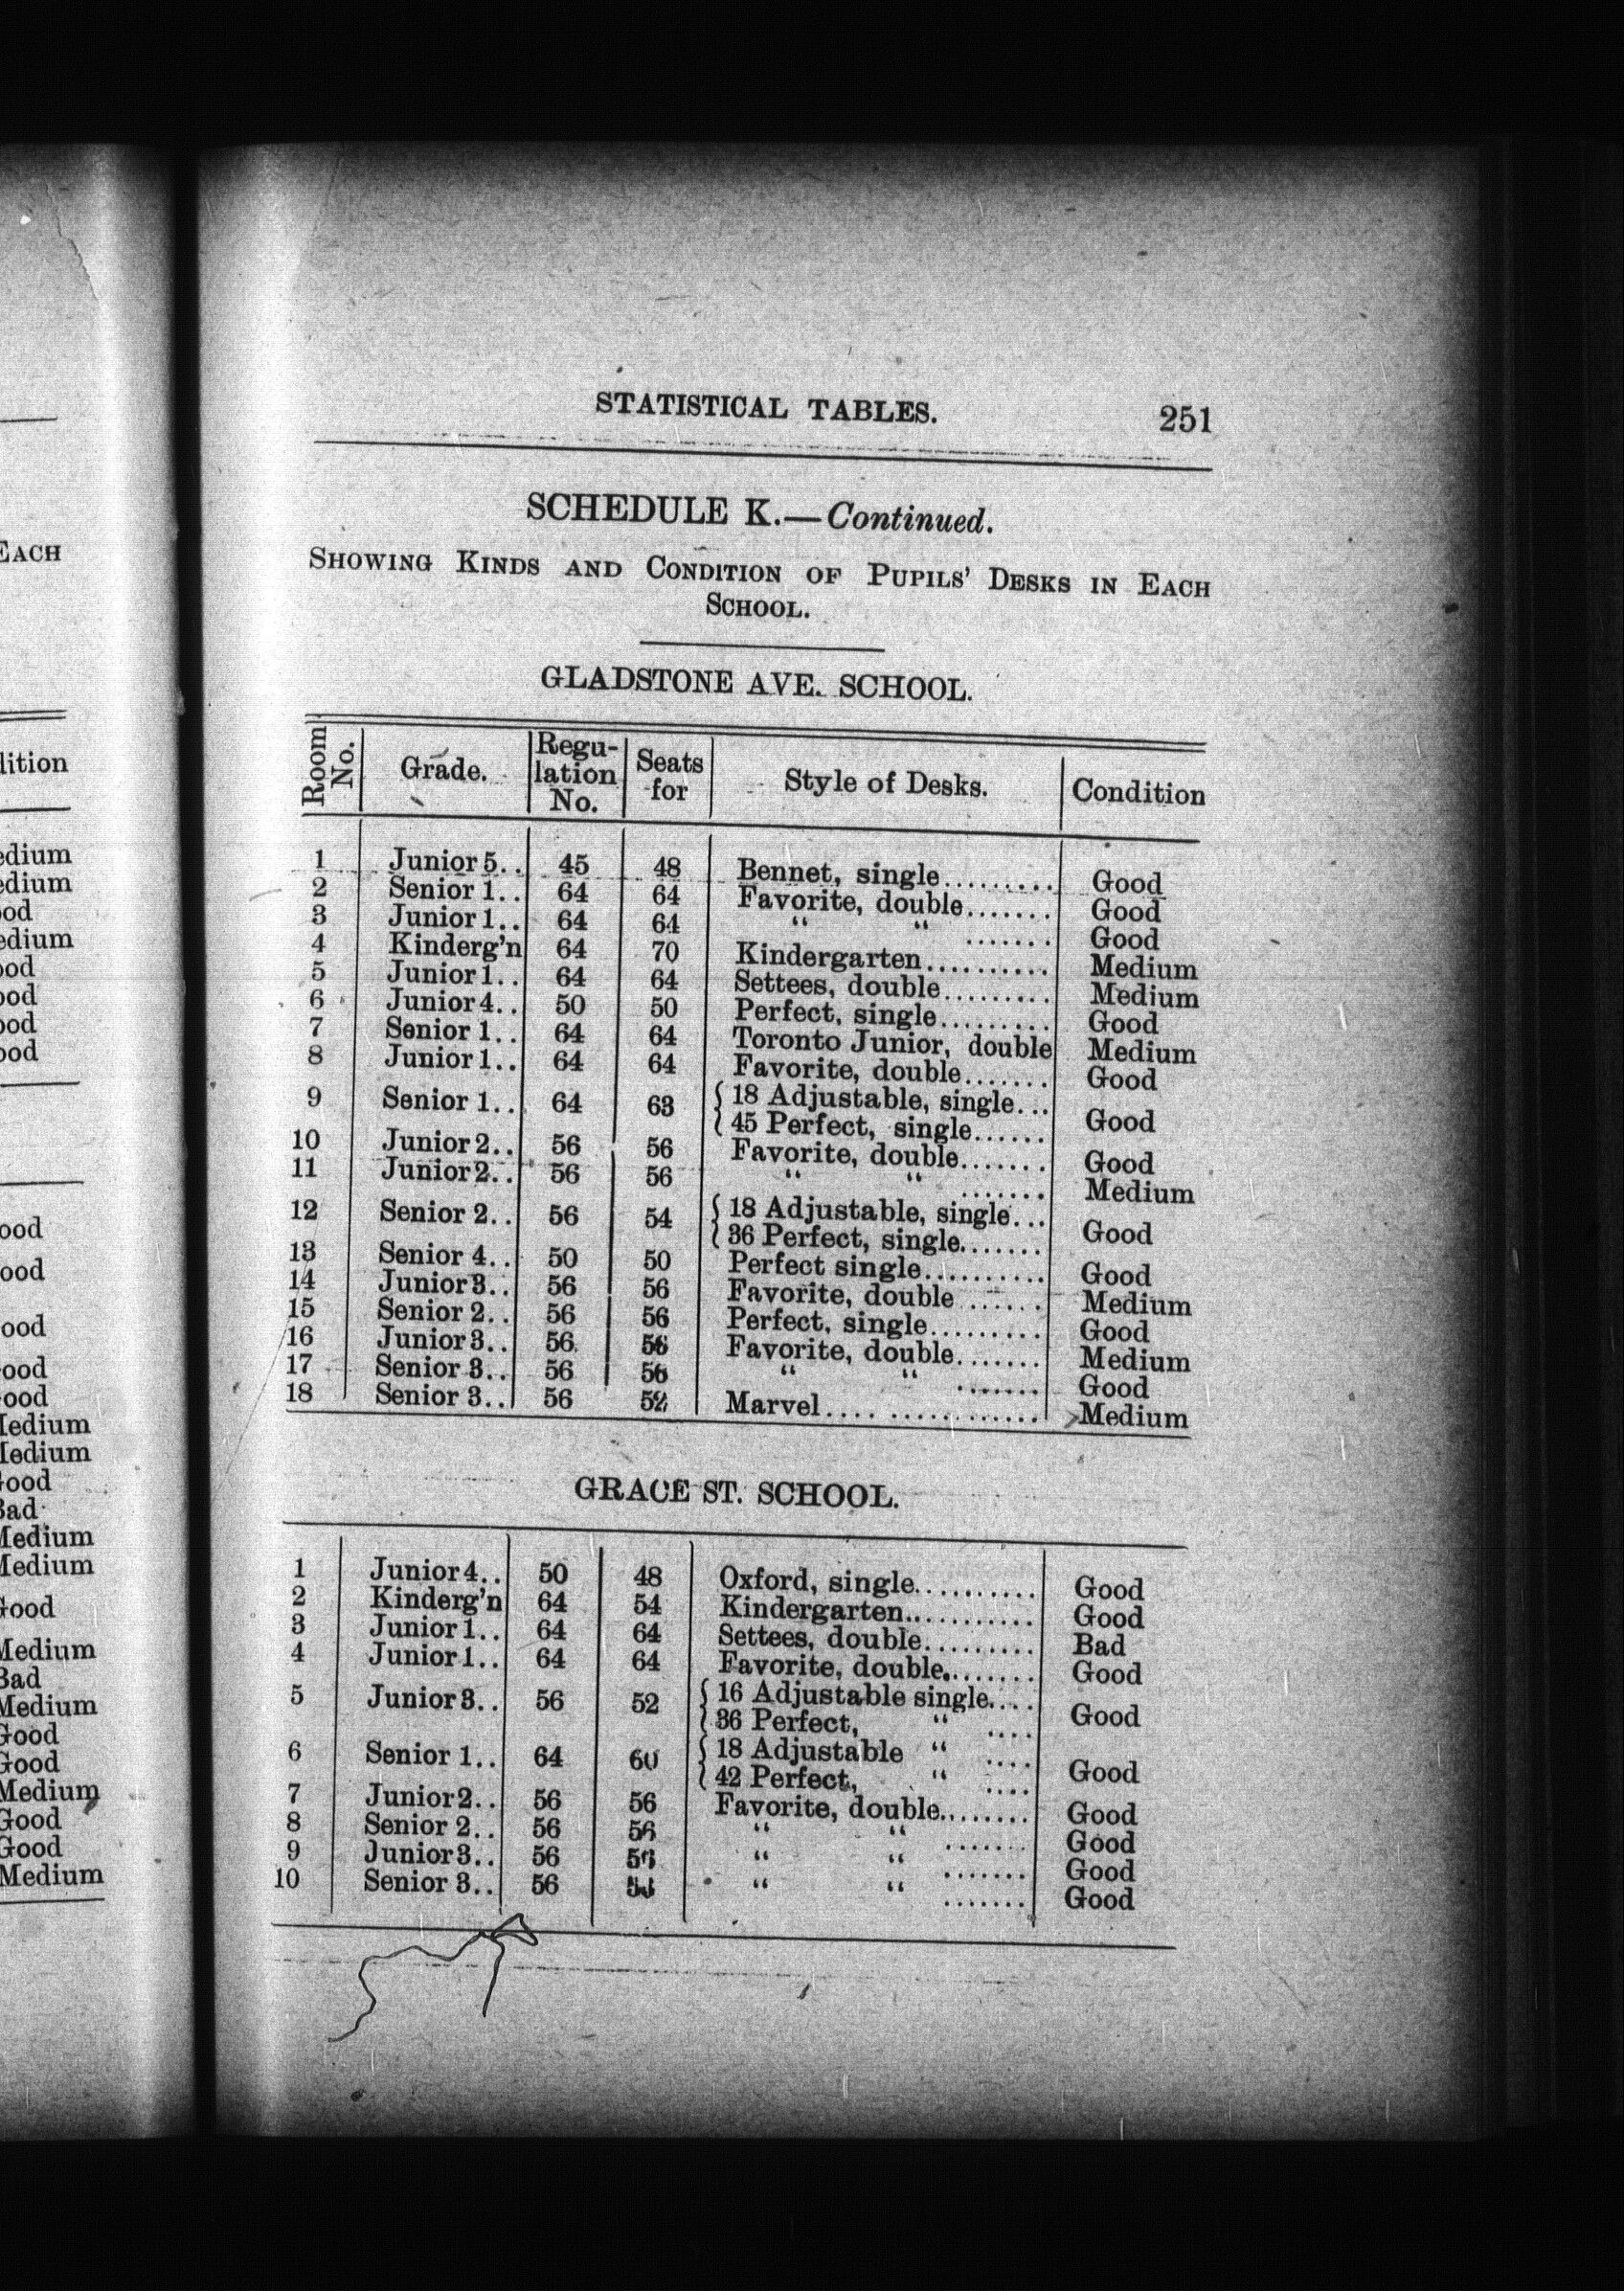 STATISTICAL TABLES. 251
SCHEDULE K.—Continued.
SHOWING KINDS AND CONDITION OF PUPILS' DESKS IN EACH
SCHOOL.
GLADSTONE AVE. SCHOOL.
Room No. Grade. Regu-lation No. Seats for Style of Desks. Condition
1 Junior 5.. 45 48 Bennet, single......... Good
2 Senior 1.. 64 64 Favorite, double....... Good
3 Junior 1.. 64 64 “ “ ....... Good
4 Kinderg'n 64 70 Kindergarten.......... Medium
5 Junior 1.. 64 64 Settees, double......... Medium
6 Junior 4.. 50 50 Perfect, single......... Good
7 Senior 1.. 64 64 Toronto Junior, double Medium
8 Junior 1.. 64 64 Favorite, double....... Good
9 Senior 1.. 64 63 { 18 Adjustable, single... Good
{ 45 Perfect, single......
10 Junior 2.. 56 56 Favorite, double....... Good
11 Junior 2.. 56 56 “ “ ....... Medium
12 Senior 2.. 56 54 { 18 Adjustable, single... Good
{ 36 Perfect, single.......
13 Senior 4.. 50 50 Perfect single.......... Good
14 Junior 3.. 56 56 Favorite, double ...... Medium
15 Senior 2.. 56 56 Perfect, single......... Good
16 Junior 3.. 56 56 Favorite, double....... Medium
17 Senior 3.. 56 56 “ “ ....... Good
18 Senior 3.. 56 52 Marvel.... ............ Medium
GRACE ST. SCHOOL.
1 Junior 4.. 50 48 Oxford, single.......... Good
2 Kinderg'n 64 54 Kindergarten........... Good
3 Junior 1.. 64 64 Settees, double......... Bad
4 Junior 1.. 64 64 Favorite, double........ Good
5 Junior 3.. 56 52 { 16 Adjustable single.... Good
{ 36 Perfect, “ ....
6 Senior 1.. 64 60 { 18 Adjustable “ .... Good
{ 42 Perfect, “ ....
7 Junior 2.. 56 56 Favorite, double........ Good
8 Senior 2.. 56 56 “ “ ....... Good
9 Junior 3.. 56 56 “ “ ....... Good
10 Senior 3.. 56 “ “ ....... Good